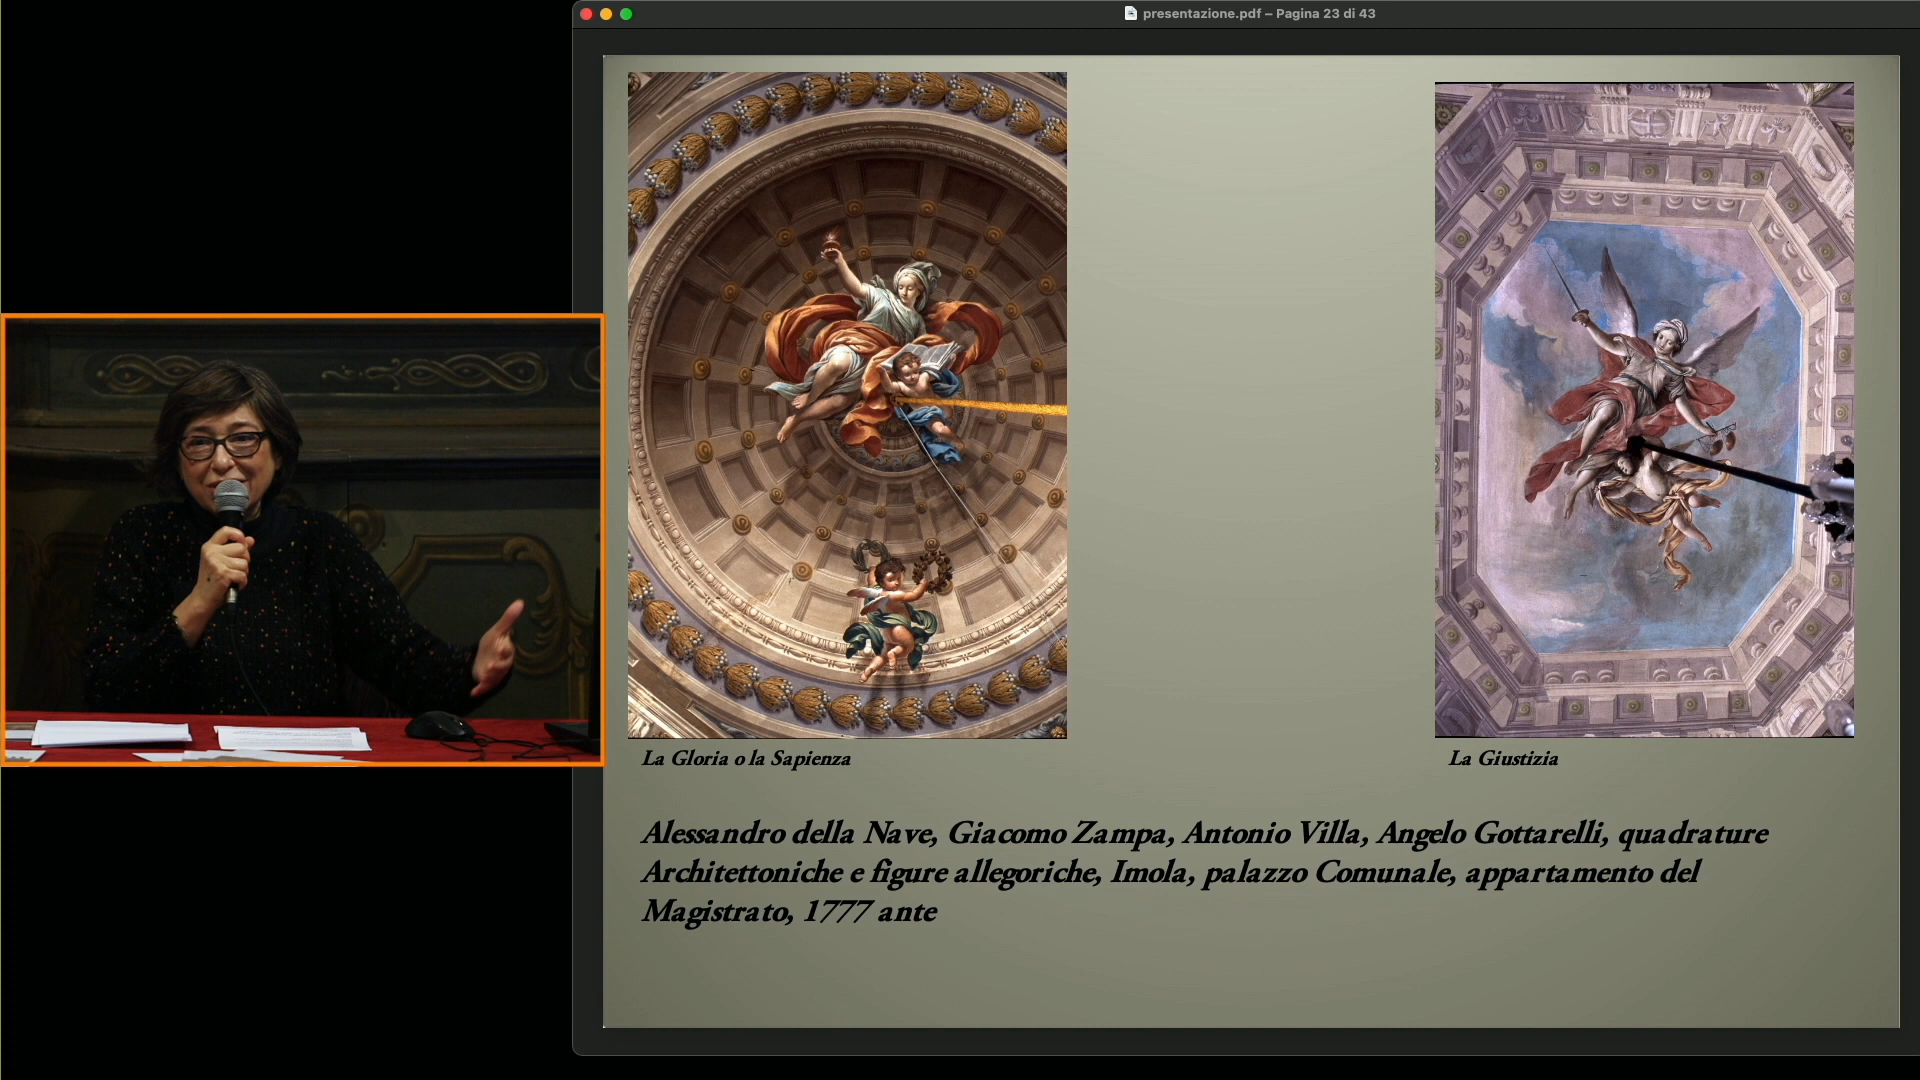 presentazione.pdf – Pagina 23 di 43
La Gloria o la Sapienza
La Giustizia
Alessandro della Nave, Giacomo Zampa, Antonio Villa, Angelo Gottarelli, quadrature
Architettoniche e figure allegoriche, Imola, palazzo Comunale, appartamento del
Magistrato, 1777 ante